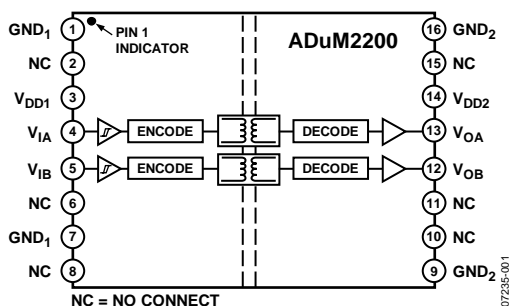 GND1 1 PIN 1 INDICATOR ADuM2200 16 GND2
NC 2 15 NC
VDD1 3 14 VDD2
VIA 4 ENCODE DECODE 13 VOA
VIB 5 ENCODE DECODE 12 VOB
NC 6 11 NC
GND1 7 10 NC
NC 8 9 GND2
NC = NO CONNECT
07235-001